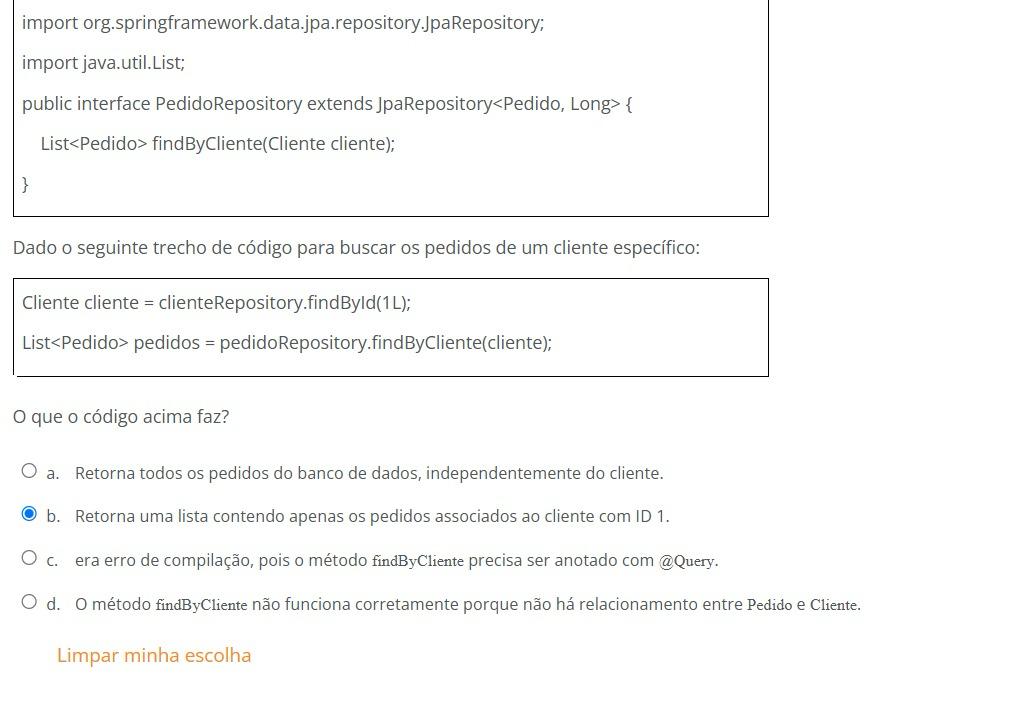 import org.springframework.data.jpa.repository.JpaRepository;
import java.util.List;
public interface PedidoRepository extends JpaRepository<Pedido, Long> {
List<Pedido> findByCliente(Cliente cliente);
}
Dado o seguinte trecho de código para buscar os pedidos de um cliente específico:
Cliente cliente = clienteRepository.findById(1L);
List<Pedido> pedidos = pedidoRepository.findByCliente(cliente);
O que o código acima faz?
a. Retorna todos os pedidos do banco de dados, independentemente do cliente.
b. Retorna uma lista contendo apenas os pedidos associados ao cliente com ID 1.
c. era erro de compilação, pois o método findByCliente precisa ser anotado com @Query.
d. O método findByCliente não funciona corretamente porque não há relacionamento entre Pedido e Cliente.
Limpar minha escolha